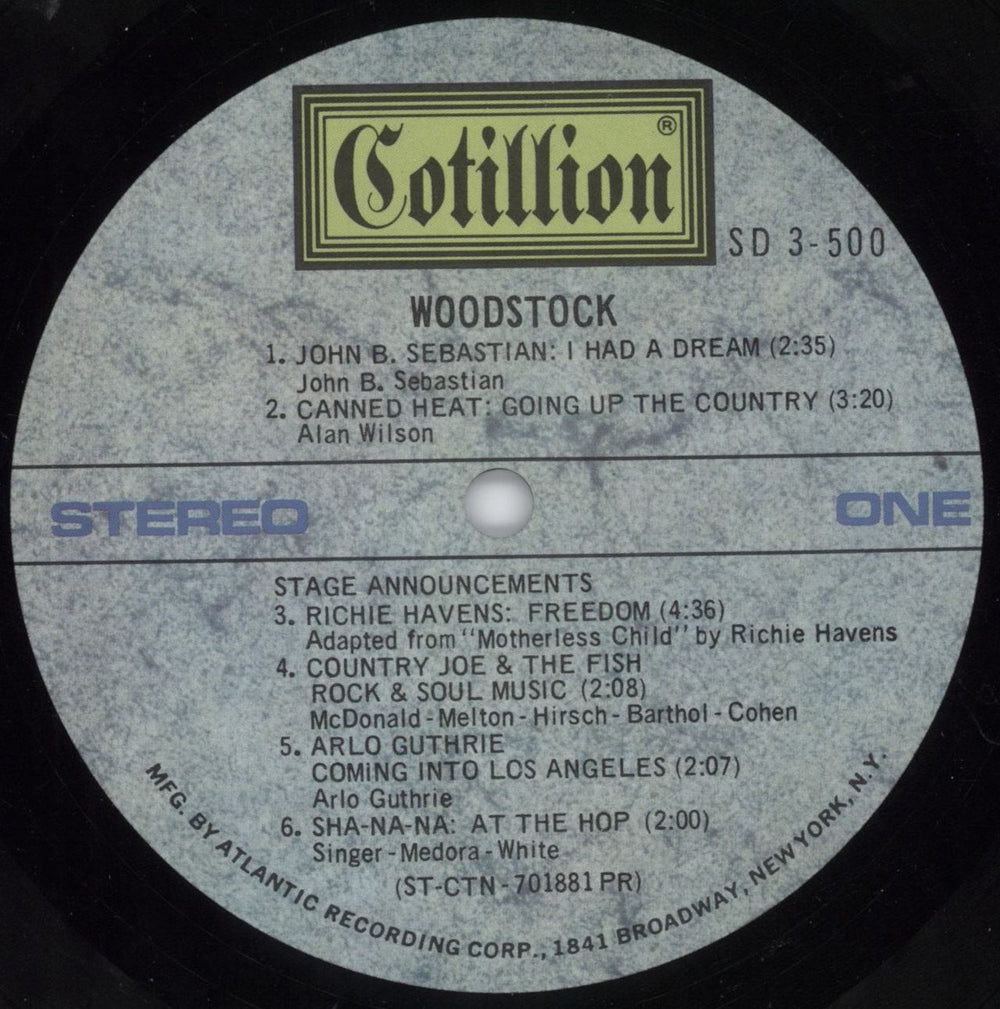 Cotillion ®
SD 3-500
WOODSTOCK
1. JOHN B. SEBASTIAN: I HAD A DREAM (2:35)
John B. Sebastian
2. CANNED HEAT: GOING UP THE COUNTRY (3:20)
Alan Wilson
STEREO
ONE
STAGE ANNOUNCEMENTS
3. RICHIE HAVENS: FREEDOM (4:36)
Adapted from "Motherless Child" by Richie Havens
4. COUNTRY JOE & THE FISH
ROCK & SOUL MUSIC (2:08)
McDonald - Melton - Hirsch - Barthol - Cohen
5. ARLO GUTHRIE
COMING INTO LOS ANGELES (2:07)
Arlo Guthrie
6. SHA-NA-NA: AT THE HOP (2:00)
Singer - Medora - White
(ST-CTN-701881 PR)
MFG. BY ATLANTIC RECORDING CORP., 1841 BROADWAY, NEW YORK, N.Y.